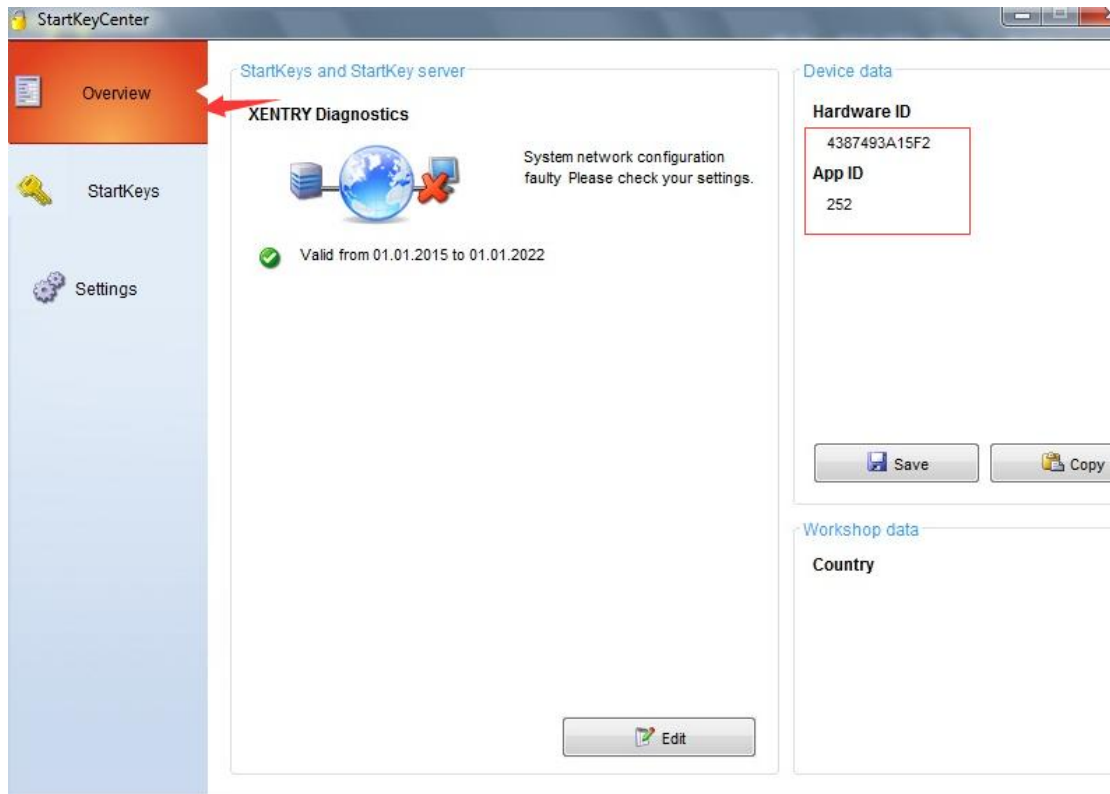 StartKeyCenter
Overview
StartKeys
Settings
StartKeys and StartKey server
XENTRY Diagnostics
System network configuration
faulty Please check your settings.
Valid from 01.01.2015 to 01.01.2022
Edit
Device data
Hardware ID
4387493A15F2
App ID
252
Save
Copy
Workshop data
Country